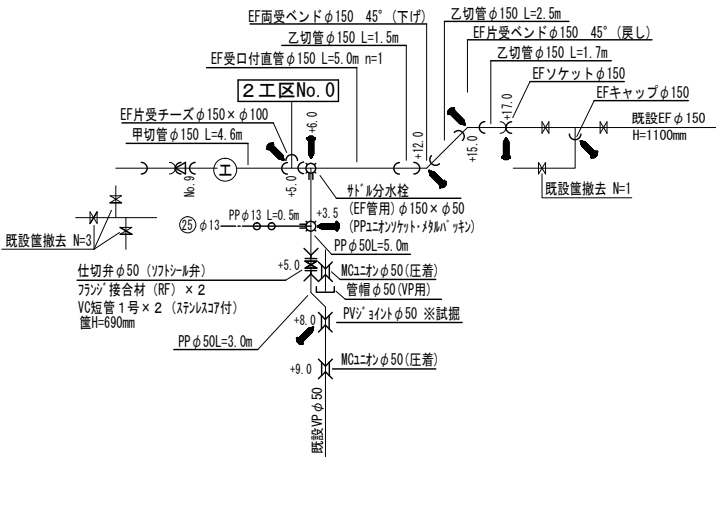 EF両受ベンドφ150 45°(下げ)
乙切管φ150 L=2.5m
乙切管φ150 L=1.5m
EF片受ベンドφ150 45°(戻し)
EF受口付直管φ150 L=5.0m n=1
乙切管φ150 L=1.7m
EFソケットφ150
2工区No.0
EFキャップφ150
EF片受チーズφ150×φ100
甲切管φ150 L=4.6m
+6.0
+12.0
+15.0
+17.0
既設EFφ150
H=1100mm
No.9
エ
+5.0
サドル分水栓
(EF管用)φ150×φ50
(PPユニオンソケット・メタルパッキン)
既設筐撤去 N=1
既設筐撤去 N=3
25 φ13
PPφ13 L=0.5m
+3.5
PPφ50L=5.0m
仕切弁φ50(ソフトシール弁)
フランジ接合材(RF)×2
VC短管1号×2(ステンレスコア付)
筐H=690mm
+5.0
MCユニオンφ50(圧着)
管帽φ50(VP用)
+8.0
PVジョイントφ50 ※試掘
PPφ50L=3.0m
+9.0
MCユニオンφ50(圧着)
既設VPφ50